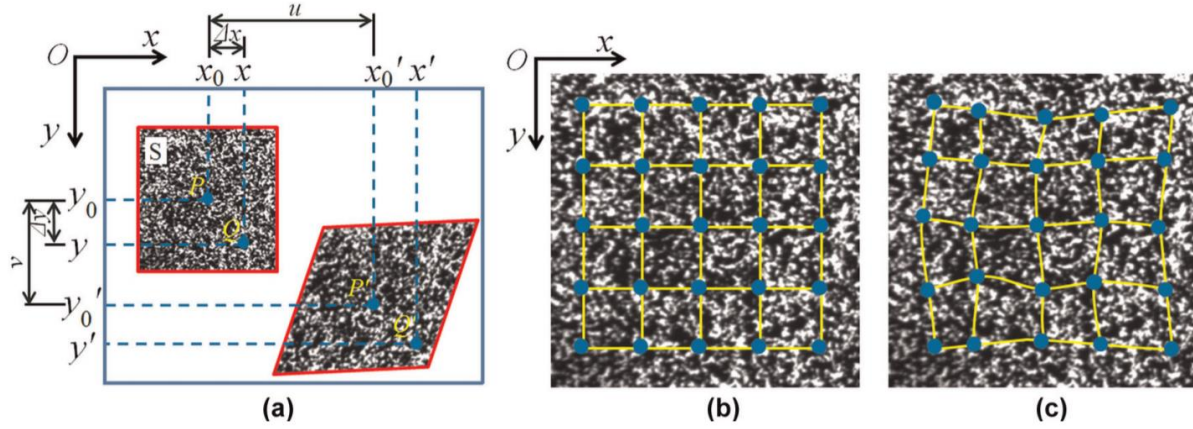 u
Δx
O x
x₀ x x₀′ x′
y
S
P
y₀
Δy
Q
y
v
P′
y₀′
Q′
y′
(a)
O x
y
(b)
(c)